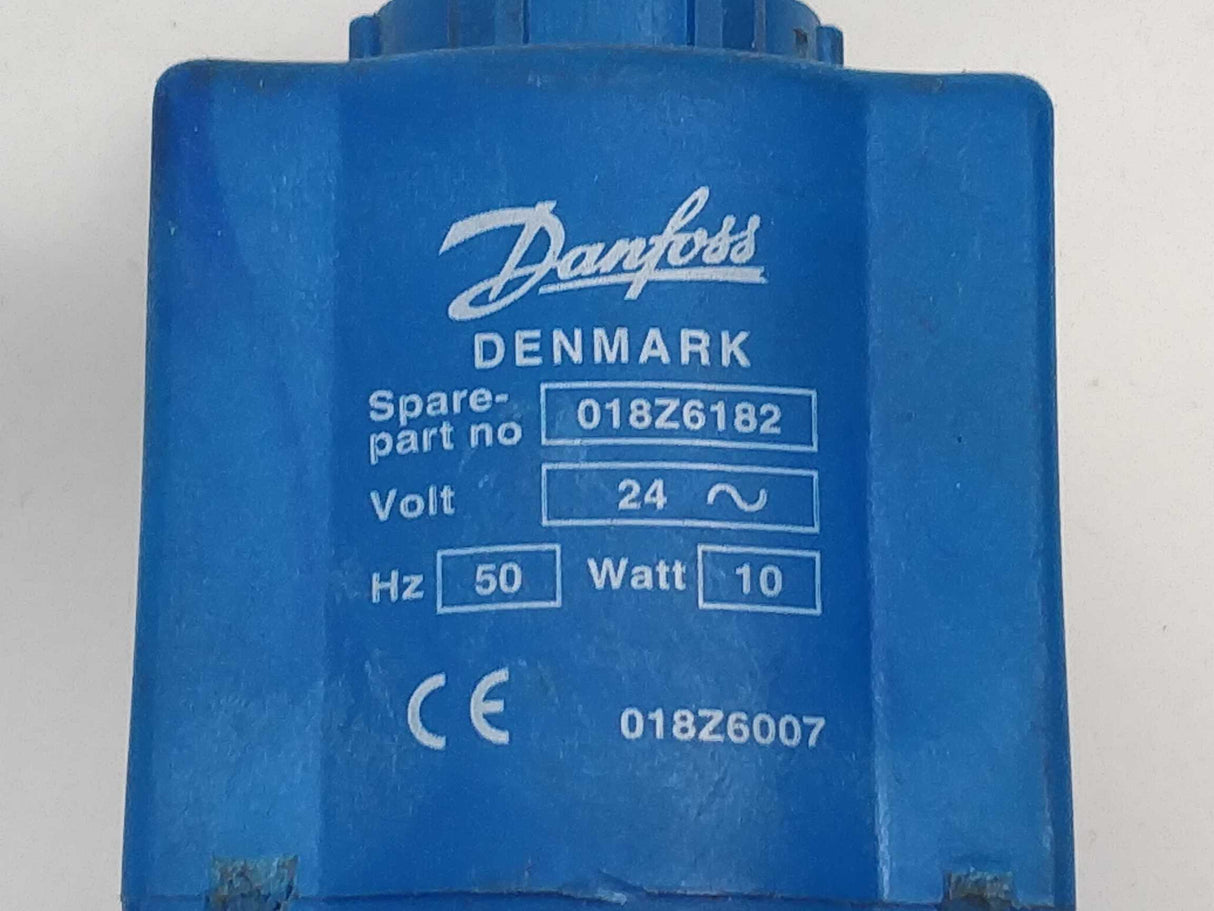 Danfoss
DENMARK
Spare-
part no 018Z6182
Volt 24 ~
Hz 50 Watt 10
CE 018Z6007